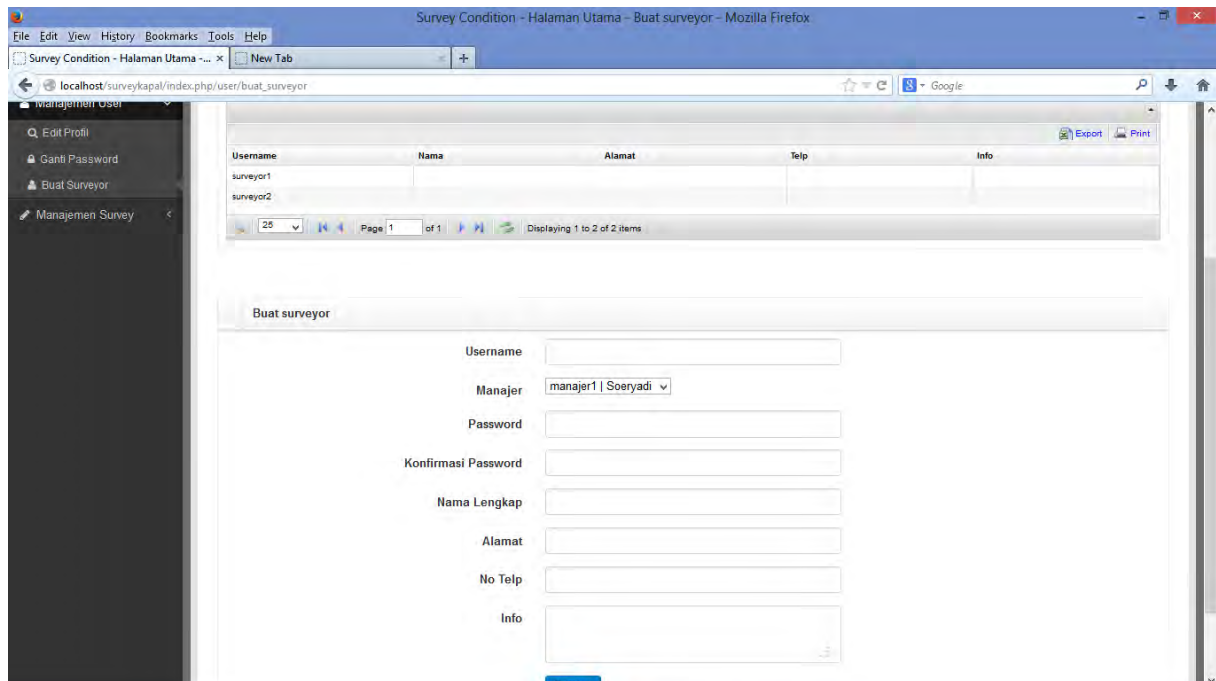 Survey Condition - Halaman Utama - Buat surveyor - Mozilla Firefox
File Edit View History Bookmarks Tools Help
Survey Condition - Halaman Utama -... × New Tab × +
localhost/surveykapal/index.php/user/buat_surveyor
Google
Manajemen User
Edit Profil
Ganti Password
Buat Surveyor
Manajemen Survey
Export Print
Username Nama Alamat Telp Info
surveyor1
surveyor2
25 Page 1 of 1 Displaying 1 to 2 of 2 items
Buat surveyor
Username
Manajer manajer1 | Soeryadi
Password
Konfirmasi Password
Nama Lengkap
Alamat
No Telp
Info